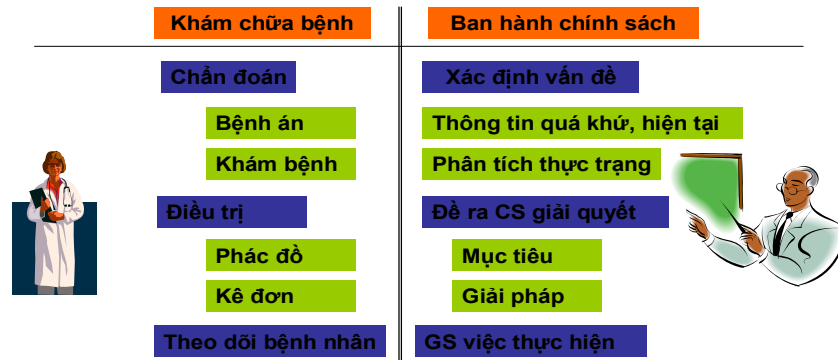 Khám chữa bệnh
Ban hành chính sách
Chẩn đoán
Xác định vấn đề
Bệnh án
Thông tin quá khứ, hiện tại
Khám bệnh
Phân tích thực trạng
Điều trị
Đề ra CS giải quyết
Phác đồ
Mục tiêu
Kê đơn
Giải pháp
Theo dõi bệnh nhân
GS việc thực hiện